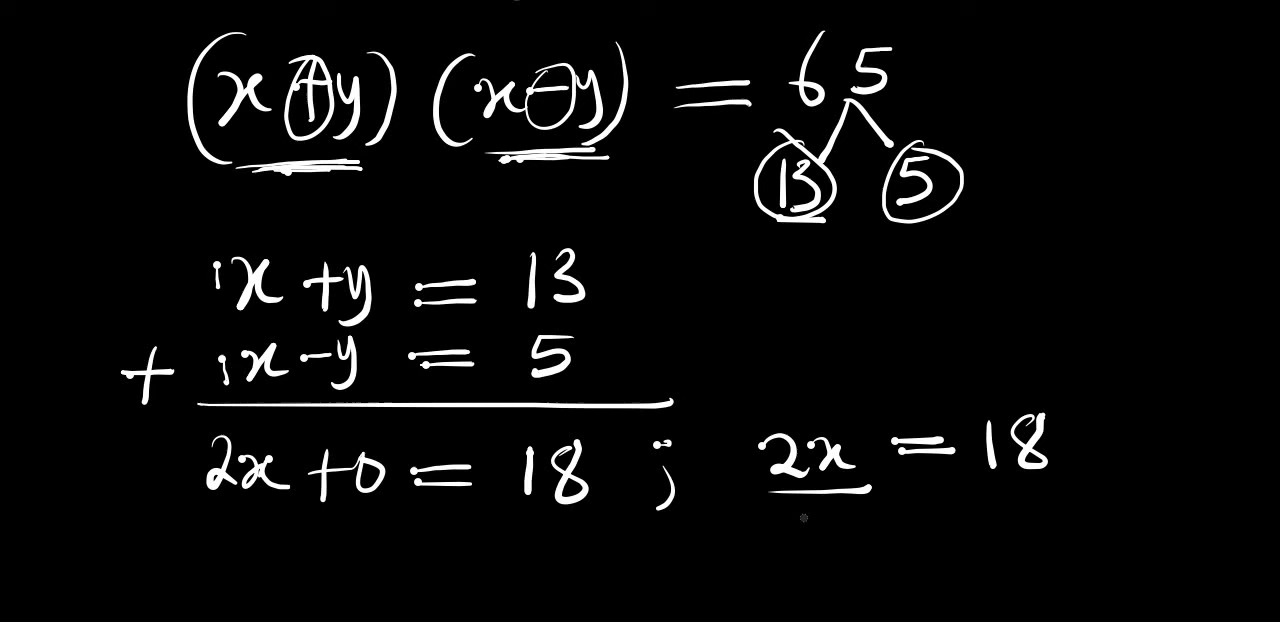 (x+y) (x-y) = 65
13 5
x+y = 13
+ x-y = 5
2x+0 = 18 ; 2x = 18